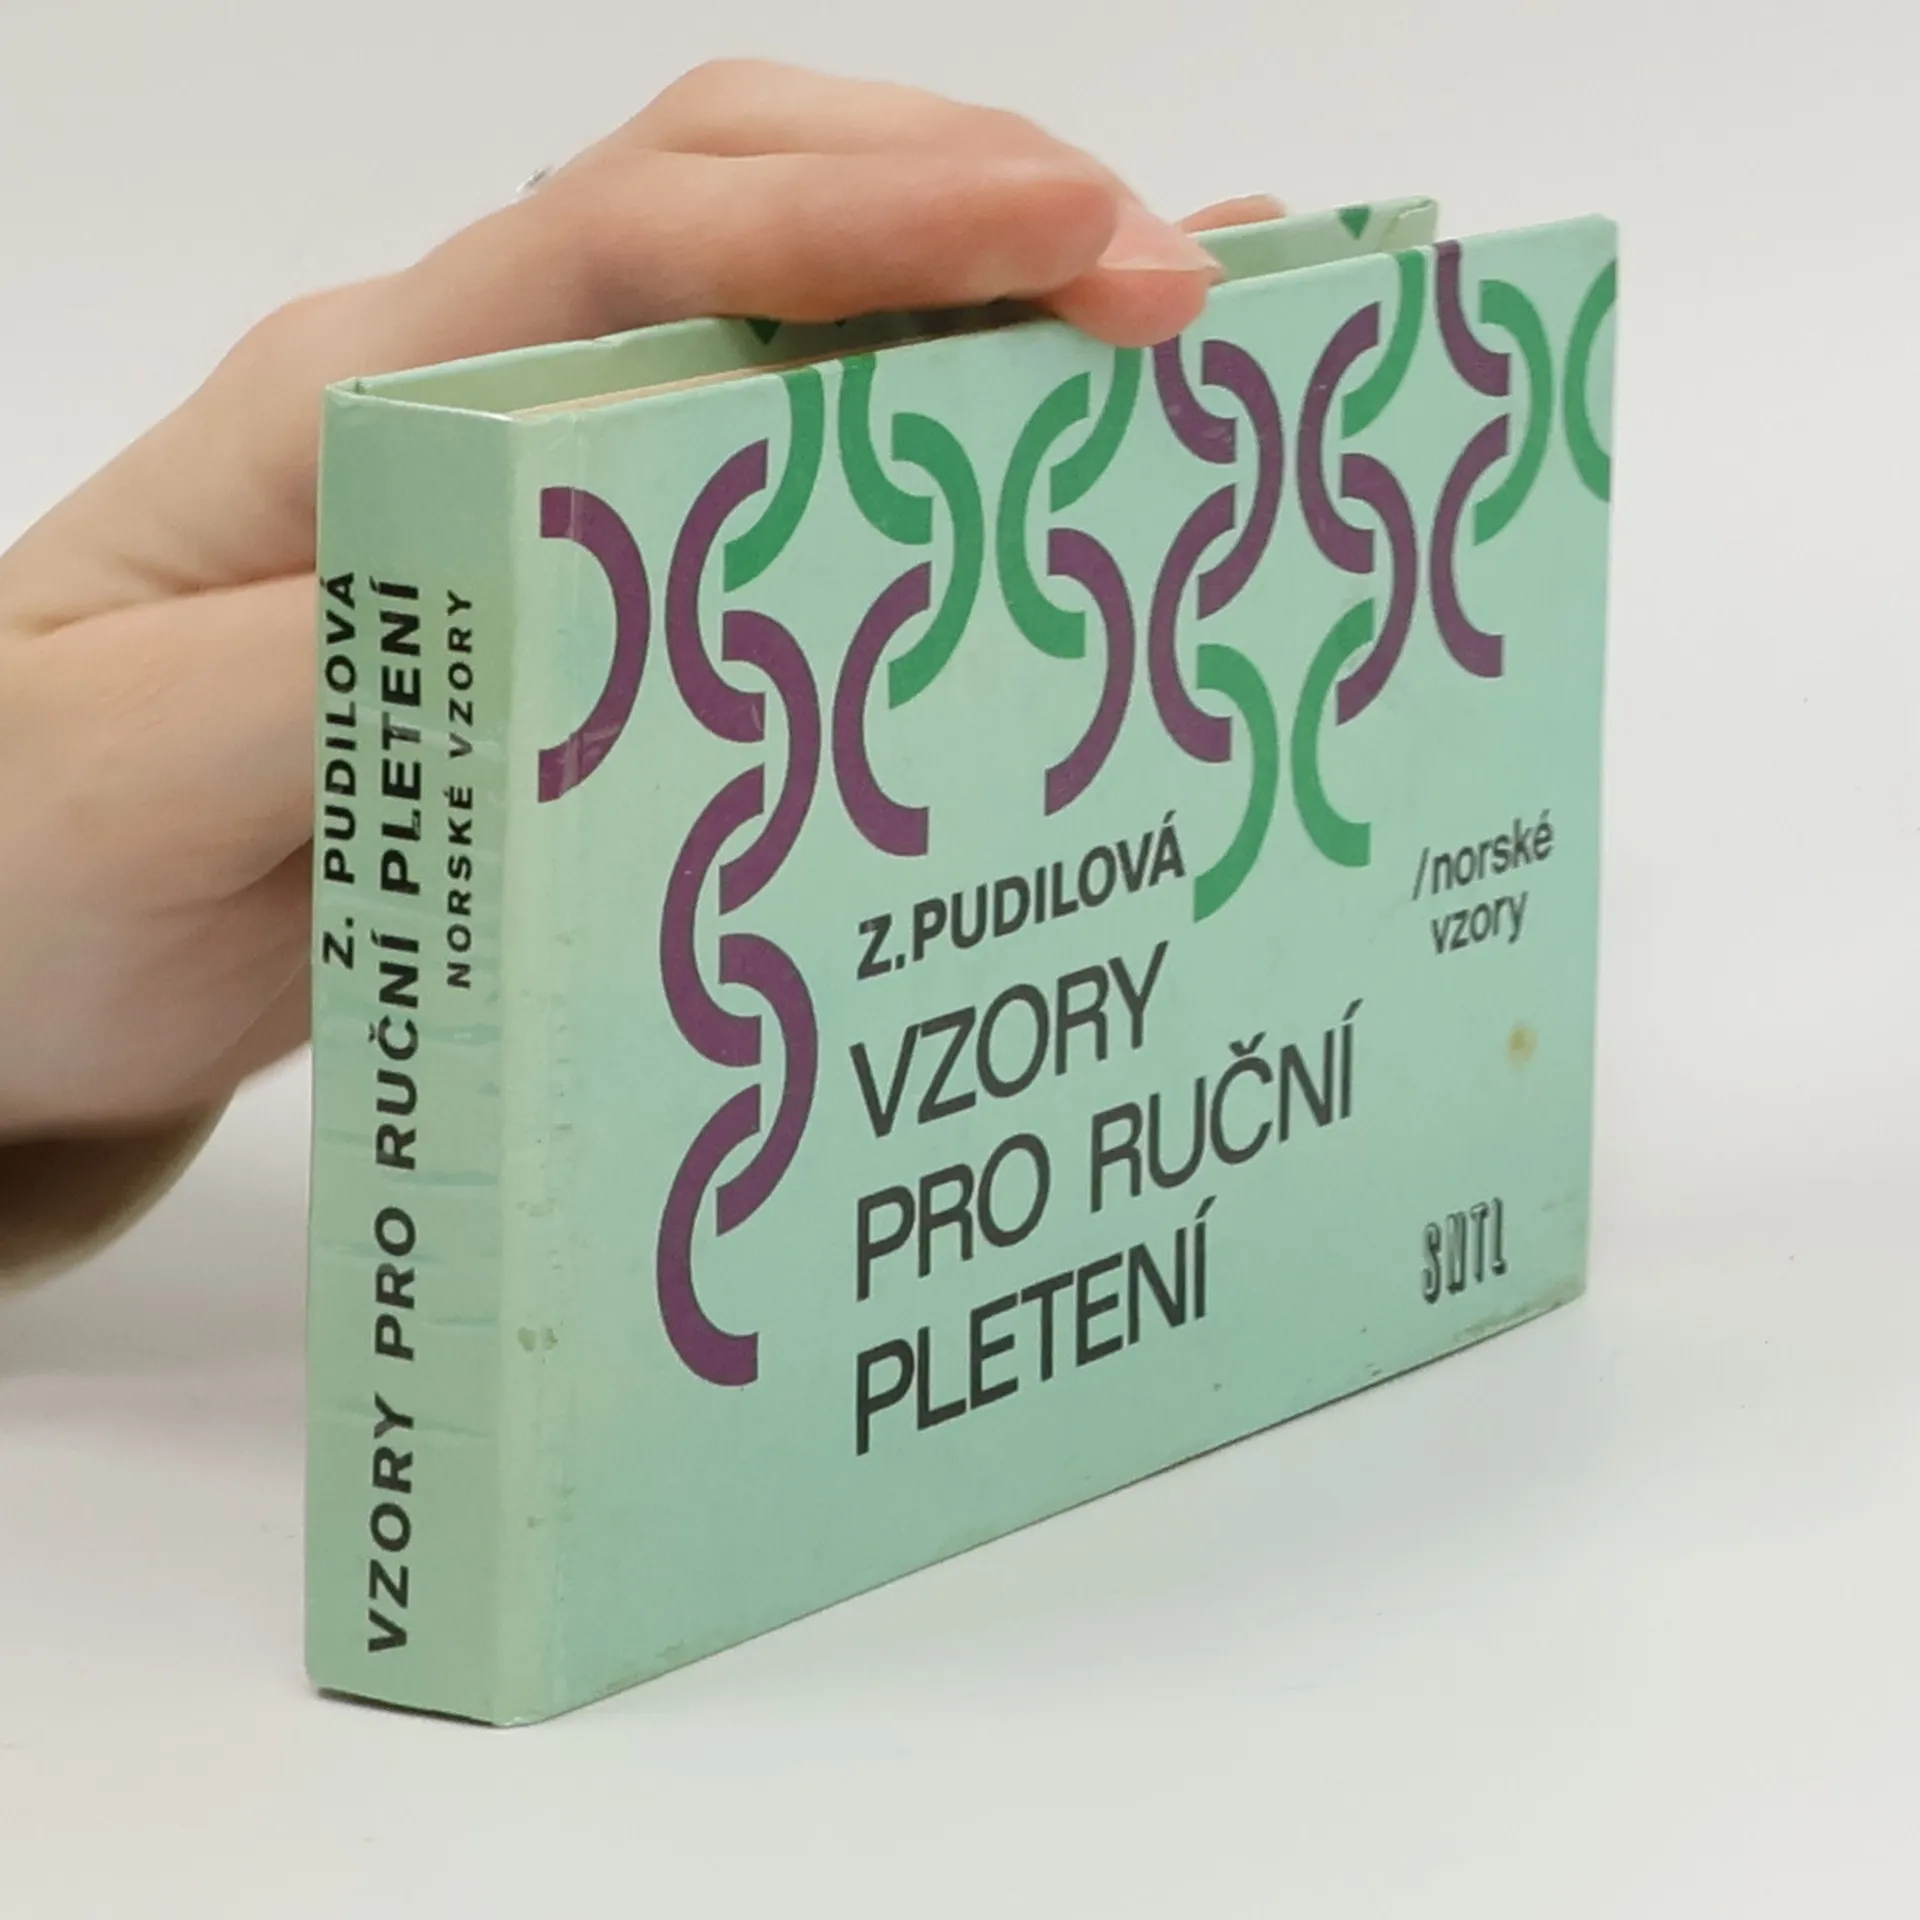 Z. PUDILOVÁ
VZORY PRO RUČNÍ PLETENÍ
NORSKÉ VZORY
Z.PUDILOVÁ
VZORY
PRO RUČNÍ
PLETENÍ
/norské
vzory
SNTL